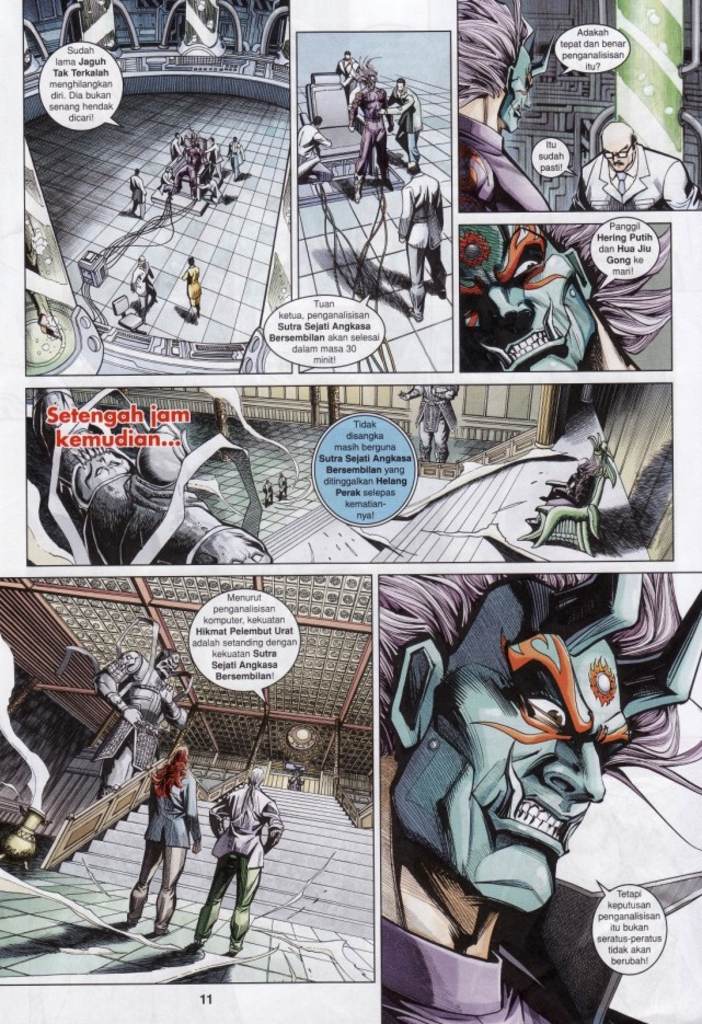 Sudah
lama Jaguh
Tak Terkalah
menghilangkan
diri. Dia bukan
senang hendak
dicari!
Tuan
ketua, penganalisisan
Sutra Sejati Angkasa
Bersembilan akan selesai
dalam masa 30
minit!
Adakah
tepat dan benar
penganalisisan
itu?
Itu
sudah
pasti!
Panggil
Hering Putih
dan Hua Jiu
Gong ke
mari!
Setengah jam
kemudian...
Tidak
disangka
masih berguna
Sutra Sejati Angkasa
Bersembilan yang
ditinggalkan Helang
Perak selepas
kematian-
nya!
Menurut
penganalisisan
komputer, kekuatan
Hikmat Pelembut Urat
adalah setanding dengan
kekuatan Sutra
Sejati Angkasa
Bersembilan!
Tetapi
keputusan
penganalisisan
itu bukan
seratus-peratus
tidak akan
berubah!
11